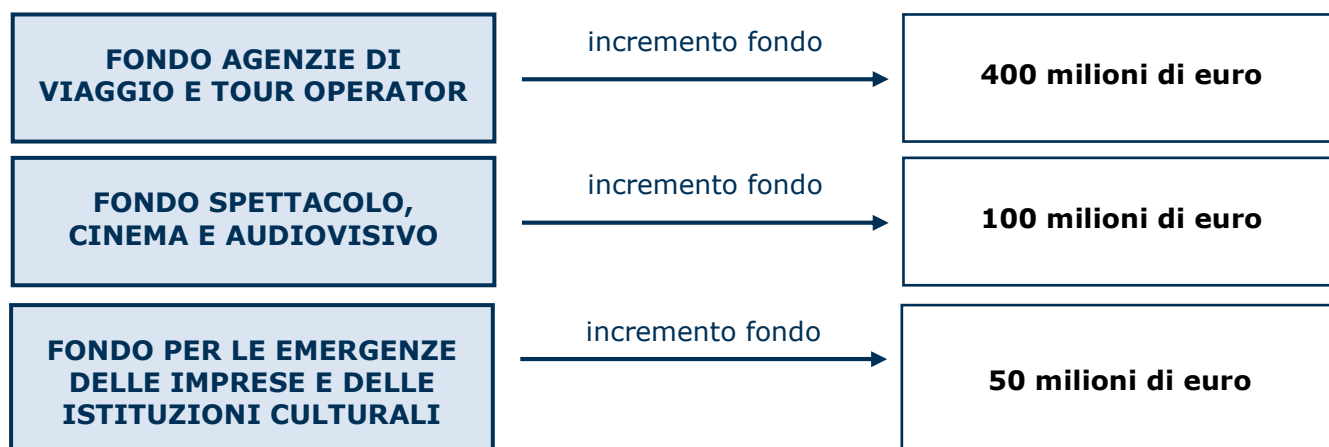 FONDO AGENZIE DI
VIAGGIO E TOUR OPERATOR
incremento fondo
400 milioni di euro
FONDO SPETTACOLO,
CINEMA E AUDIOVISIVO
incremento fondo
100 milioni di euro
FONDO PER LE EMERGENZE
DELLE IMPRESE E DELLE
ISTITUZIONI CULTURALI
incremento fondo
50 milioni di euro